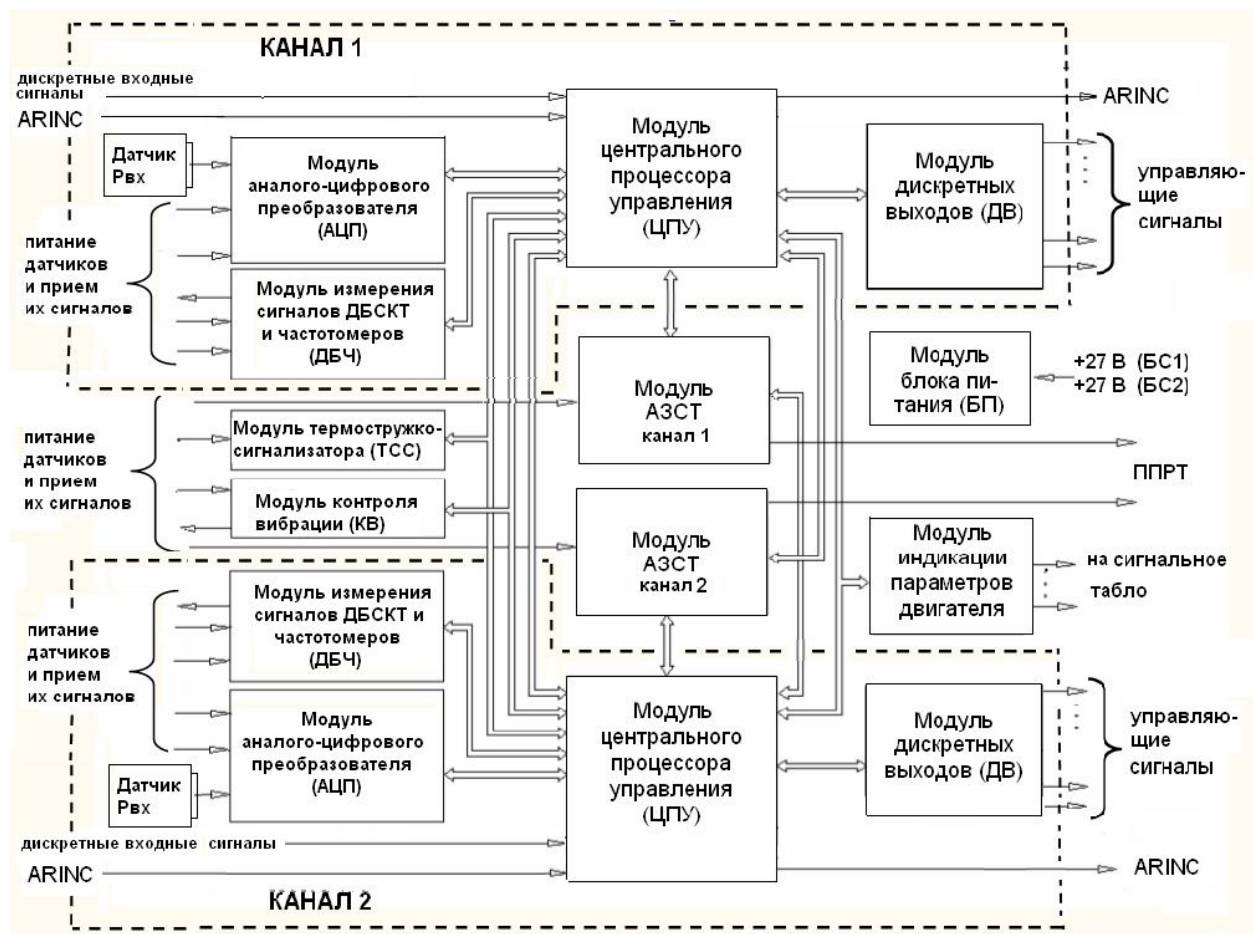 КАНАЛ 1
дискретные входные
сигналы
ARINC
ARINC
Датчик
Рвх
Модуль
аналого-цифрового
преобразователя
(АЦП)
Модуль
центрального
процессора
управления
(ЦПУ)
Модуль
дискретных
выходов (ДВ)
управляю-
щие
сигналы
питание
датчиков
и прием
их сигналов
Модуль измерения
сигналов ДБСКТ
и частотомеров
(ДБЧ)
Модуль
АЗСТ
канал 1
Модуль
блока пи-
тания (БП)
+27 В (БС1)
+27 В (БС2)
питание
датчиков
и прием
их сигналов
Модуль термостружко-
сигнализатора (ТСС)
Модуль контроля
вибрации (КВ)
ППРТ
Модуль
АЗСТ
канал 2
Модуль
индикации
параметров
двигателя
на сигнальное
табло
питание
датчиков
и прием
их сигналов
Модуль измерения
сигналов ДБСКТ и
частотомеров
(ДБЧ)
Модуль
аналого-цифрового
преобразователя
(АЦП)
Датчик
Рвх
Модуль
центрального
процессора
управления
(ЦПУ)
Модуль
дискретных
выходов (ДВ)
управляю-
щие
сигналы
дискретные входные сигналы
ARINC
ARINC
КАНАЛ 2